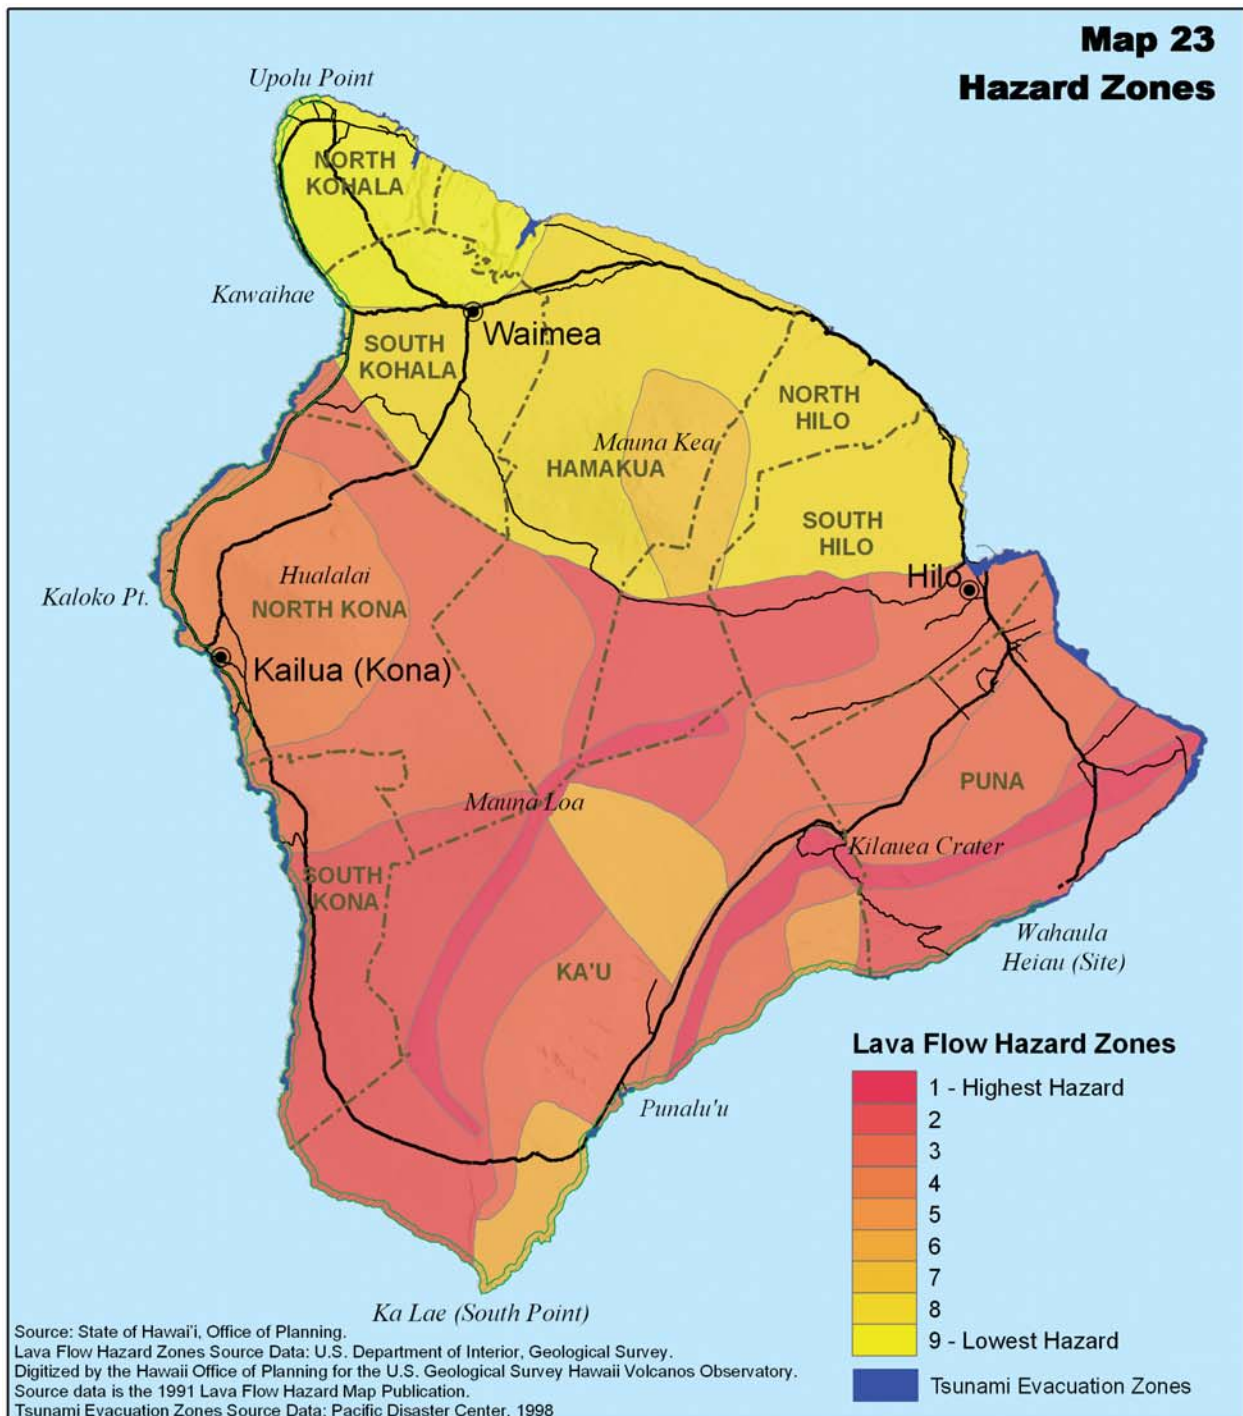 Map 23
Hazard Zones
Upolu Point
NORTH
KOHALA
Kawaihae
Waimea
SOUTH
KOHALA
NORTH
HILO
Mauna Kea
HAMAKUA
SOUTH
HILO
Hualalai
Hilo
Kaloko Pt.
NORTH KONA
Kailua (Kona)
PUNA
Mauna Loa
Kilauea Crater
SOUTH
KONA
Wahaula
Heiau (Site)
KA'U
Punalu'u
Ka Lae (South Point)
Lava Flow Hazard Zones
1 - Highest Hazard
2
3
4
5
6
7
8
9 - Lowest Hazard
Tsunami Evacuation Zones
Source: State of Hawai'i, Office of Planning.
Lava Flow Hazard Zones Source Data: U.S. Department of Interior, Geological Survey.
Digitized by the Hawaii Office of Planning for the U.S. Geological Survey Hawaii Volcanos Observatory.
Source data is the 1991 Lava Flow Hazard Map Publication.
Tsunami Evacuation Zones Source Data: Pacific Disaster Center, 1998